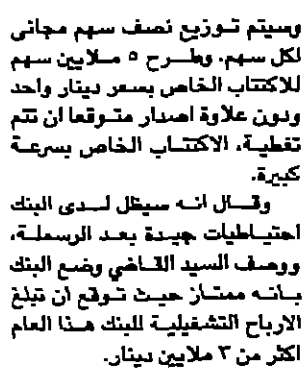 وسيتم توزيع نصف سهم مجاني
لكل سهم. وطرح ٥ ملايين سهم
للاكتتاب الخاص بسعر دينار واحد
ودون علاوة اصدار متوقعا ان تتم
تغطية، الاكتتاب الخاص بسرعة
كبيرة.
وقال انه سيظل لدى البنك
احتياطيات جيدة بعد الرسملة،
ووصف السيد القاضي وضع البنك
بانه ممتاز حيث توقع ان تبلغ
الارباح التشغيلية للبنك هذا العام
اكثر من ٣ ملايين دينار.